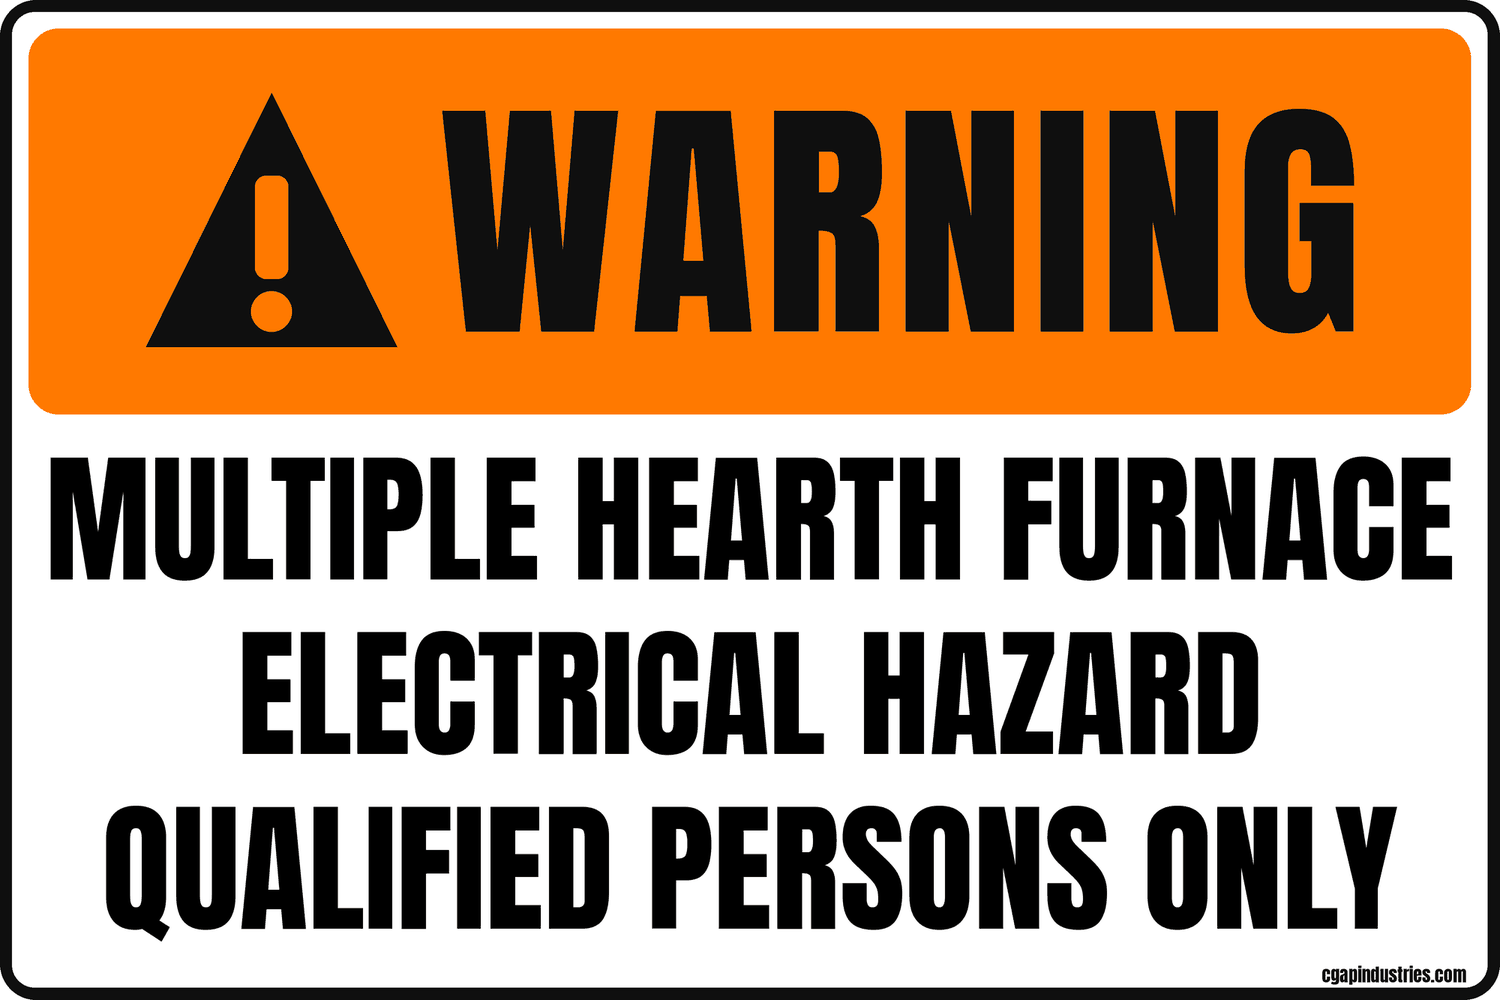 WARNING
MULTIPLE HEARTH FURNACE
ELECTRICAL HAZARD
QUALIFIED PERSONS ONLY
cgapindustries.com